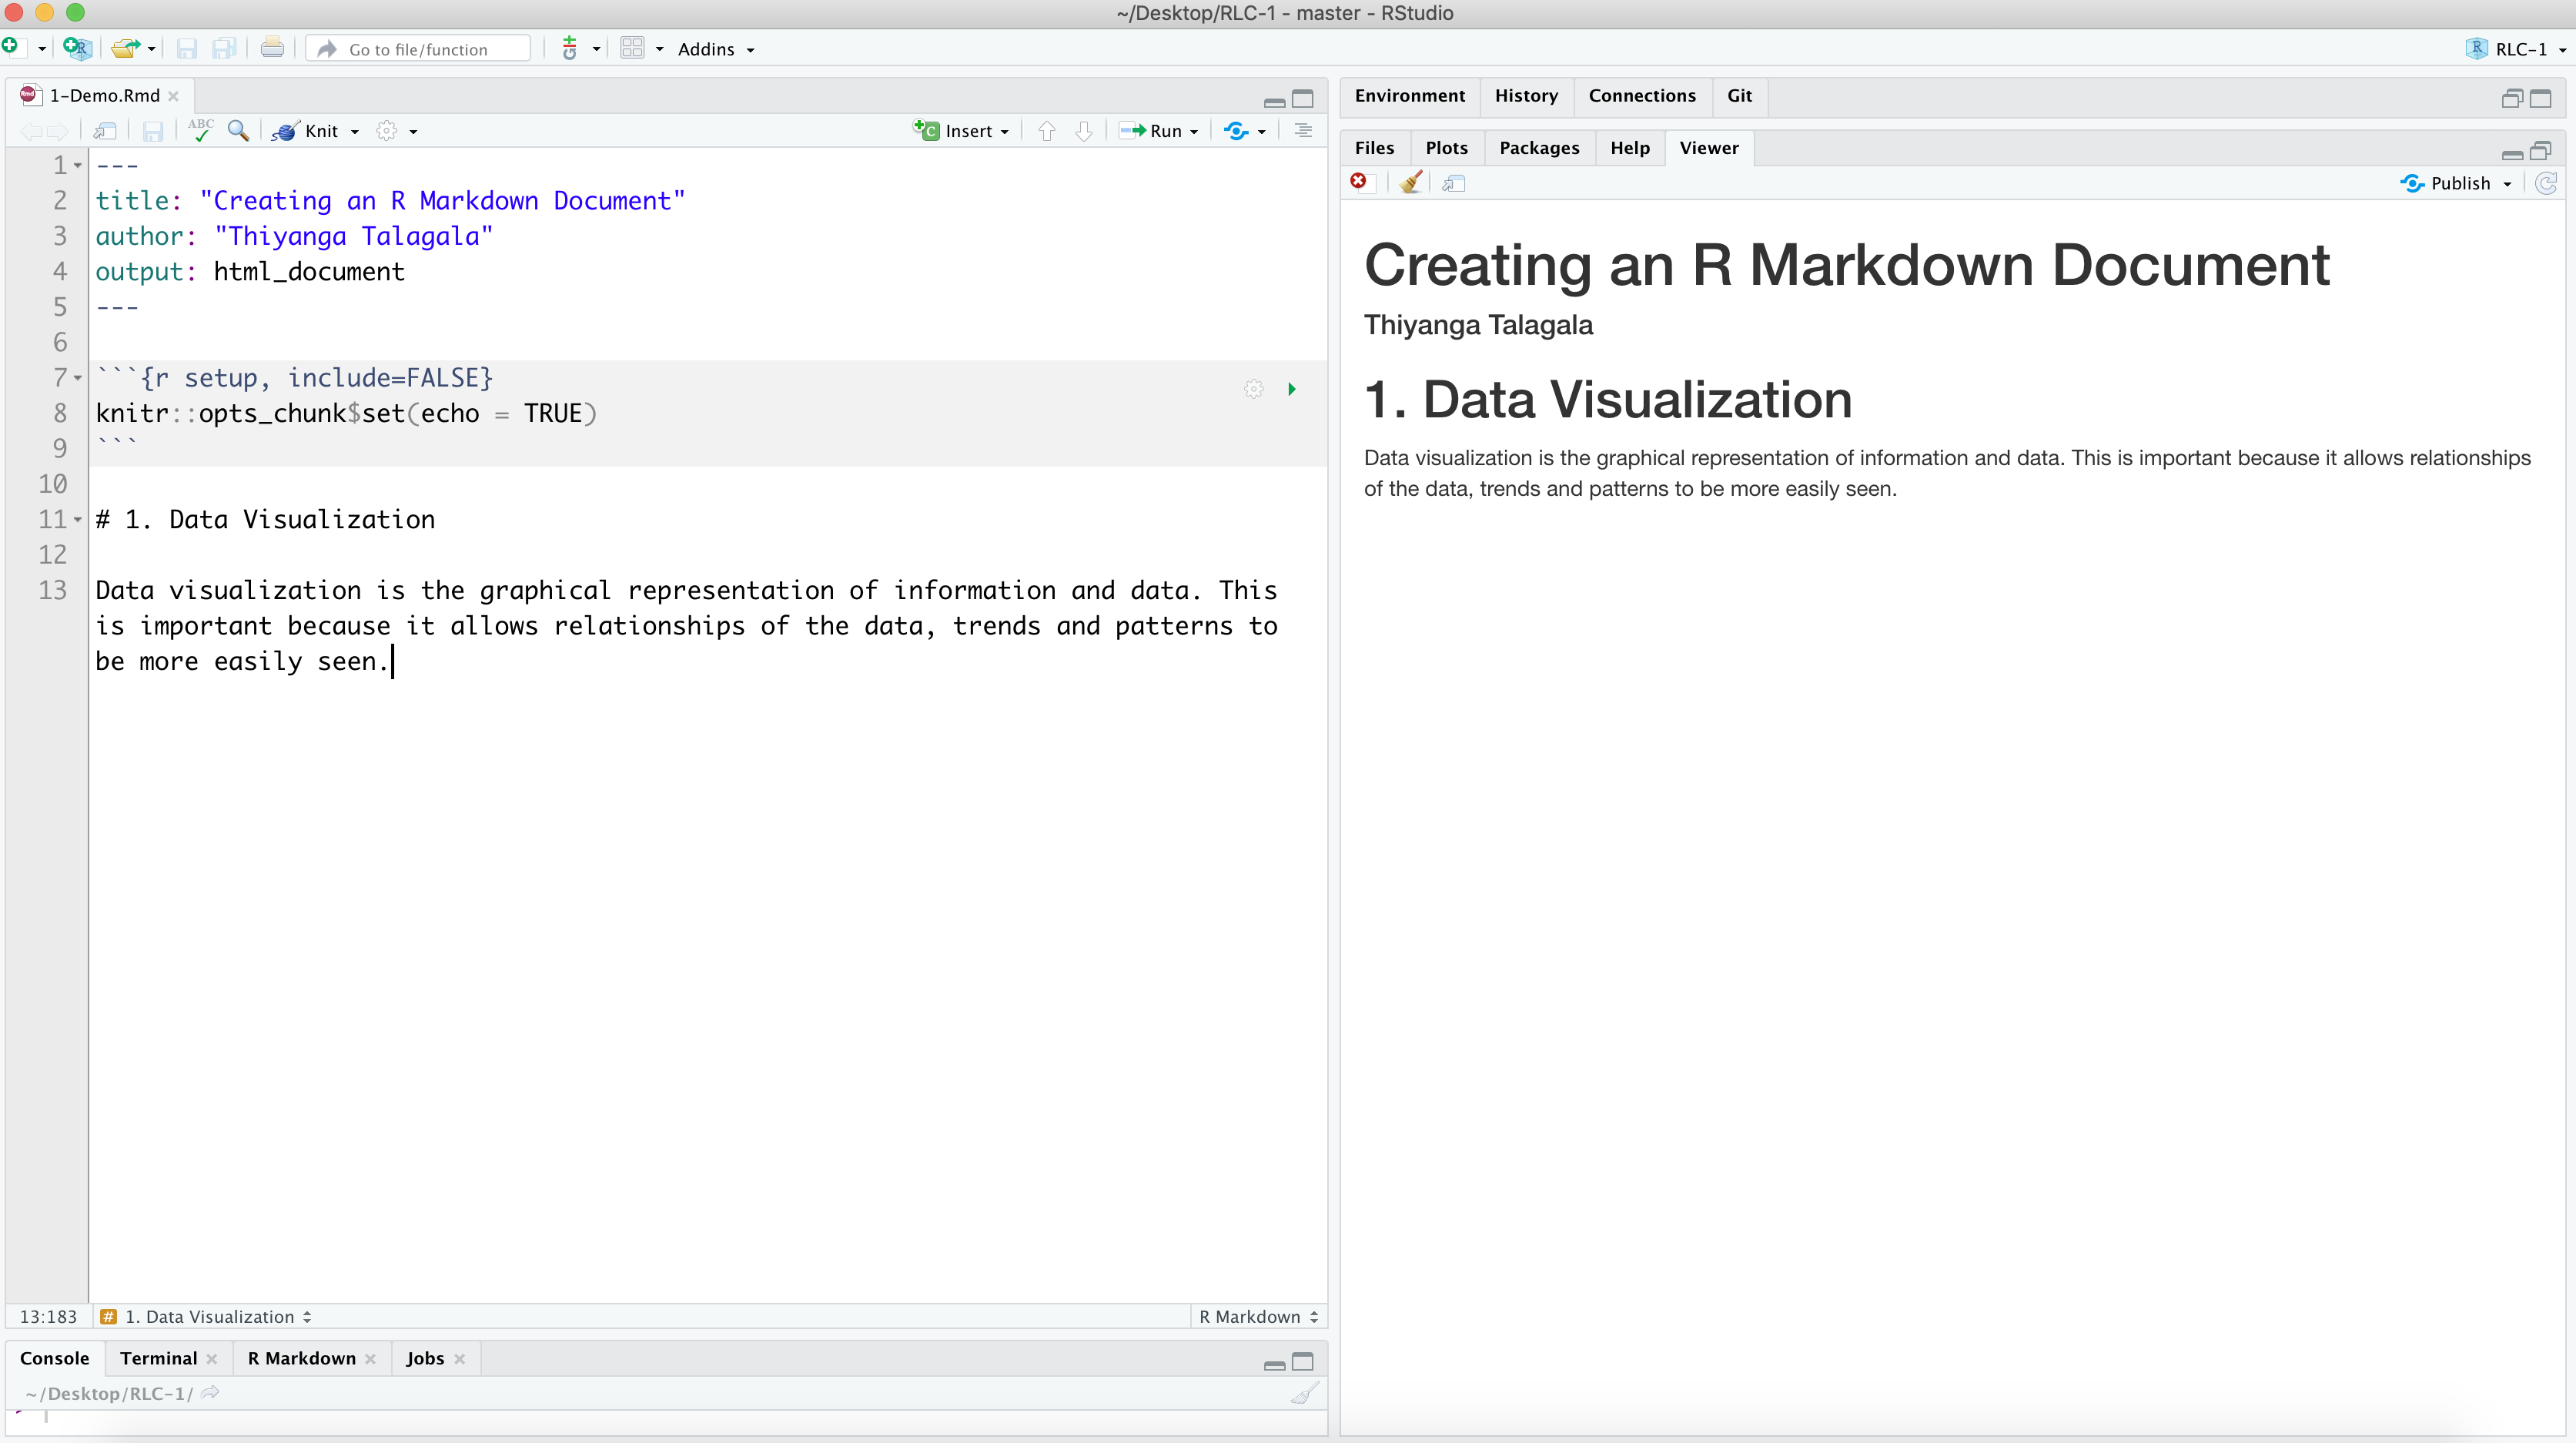 ~/Desktop/RLC-1 - master - RStudio
Go to file/function
Addins
RLC-1
1-Demo.Rmd
ABC
Knit
Insert
Run
1 ---
2 title: "Creating an R Markdown Document"
3 author: "Thiyanga Talagala"
4 output: html_document
5 ---
6
7 ```{r setup, include=FALSE}
8 knitr::opts_chunk$set(echo = TRUE)
9 ```
10
11 # 1. Data Visualization
12
13 Data visualization is the graphical representation of information and data. This
is important because it allows relationships of the data, trends and patterns to
be more easily seen.
13:183 # 1. Data Visualization R Markdown
Console Terminal R Markdown Jobs
~/Desktop/RLC-1/
Environment History Connections Git
Files Plots Packages Help Viewer
Publish
Creating an R Markdown Document
Thiyanga Talagala
1. Data Visualization
Data visualization is the graphical representation of information and data. This is important because it allows relationships
of the data, trends and patterns to be more easily seen.